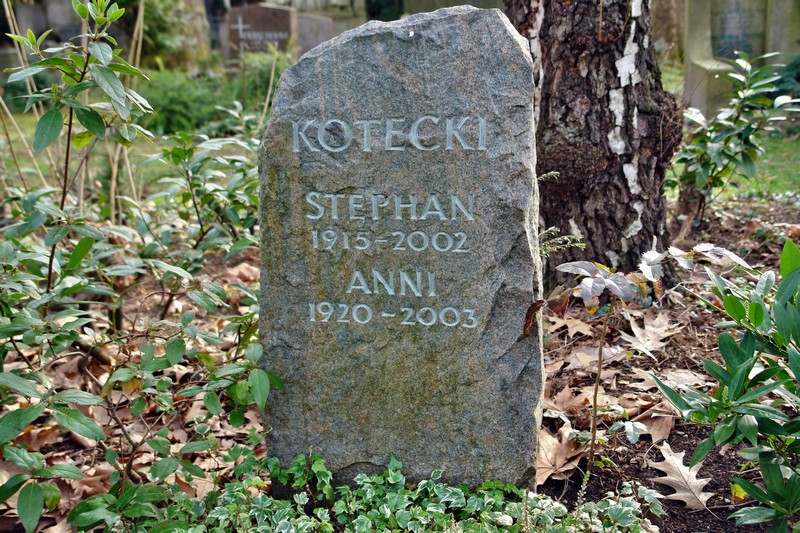 KOTECKI
STEPHAN
1915-2002
ANNI
1920-2003